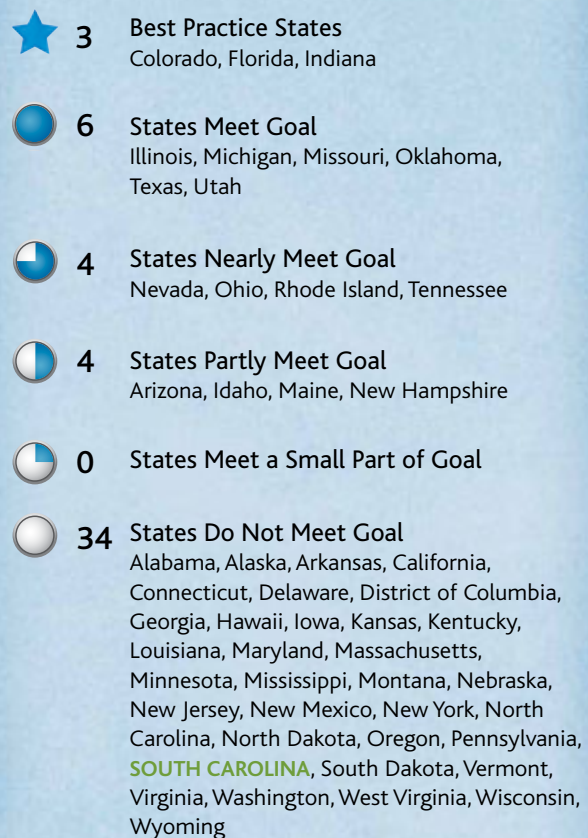 3 Best Practice States
Colorado, Florida, Indiana
6 States Meet Goal
Illinois, Michigan, Missouri, Oklahoma,
Texas, Utah
4 States Nearly Meet Goal
Nevada, Ohio, Rhode Island, Tennessee
4 States Partly Meet Goal
Arizona, Idaho, Maine, New Hampshire
0 States Meet a Small Part of Goal
34 States Do Not Meet Goal
Alabama, Alaska, Arkansas, California,
Connecticut, Delaware, District of Columbia,
Georgia, Hawaii, Iowa, Kansas, Kentucky,
Louisiana, Maryland, Massachusetts,
Minnesota, Mississippi, Montana, Nebraska,
New Jersey, New Mexico, New York, North
Carolina, North Dakota, Oregon, Pennsylvania,
SOUTH CAROLINA, South Dakota, Vermont,
Virginia, Washington, West Virginia, Wisconsin,
Wyoming